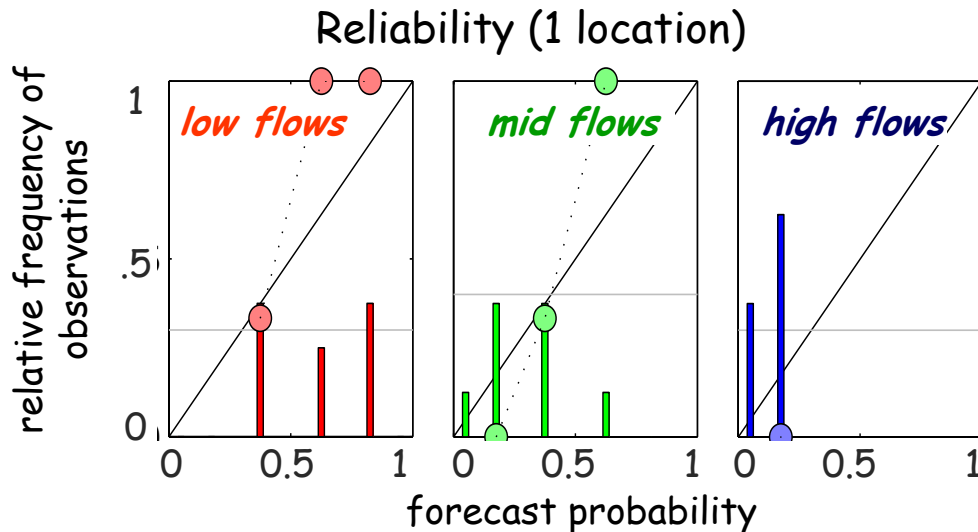 Reliability (1 location)
relative frequency of
observations
1
.5
0
low flows
mid flows
high flows
0 0.5 1
0 0.5 1
0 0.5 1
forecast probability